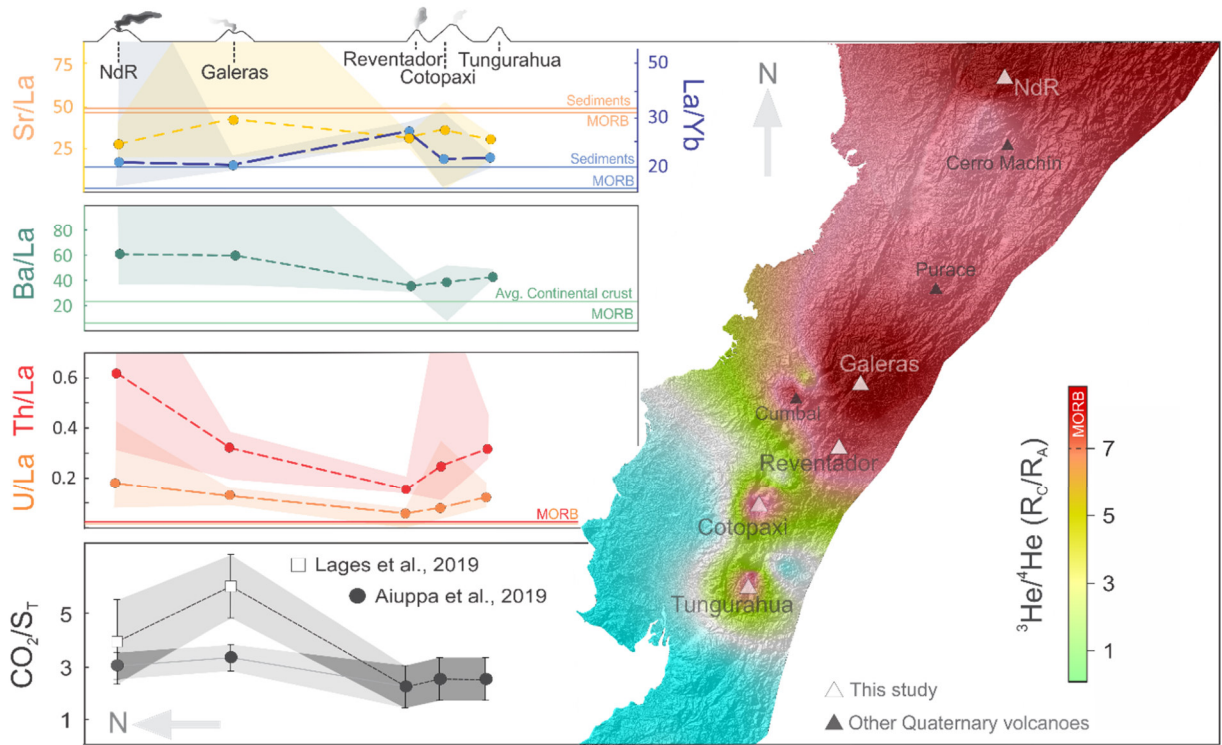 NdR
Galeras
Reventador
Cotopaxi
Tungurahua
Sr/La
75
50
25
Sediments
MORB
Sediments
MORB
50
30
20
La/Yb
Ba/La
80
60
40
20
Avg. Continental crust
MORB
U/La Th/La
0.6
0.4
0.2
MORB
CO₂/Sᴛ
5
3
1
Lages et al., 2019
Aiuppa et al., 2019
N
N
NdR
Cerro Machín
Purace
Galeras
Cumbal
Reventador
Cotopaxi
Tungurahua
MORB
7
5
3
1
³He/⁴He (R_C/R_A)
This study
Other Quaternary volcanoes